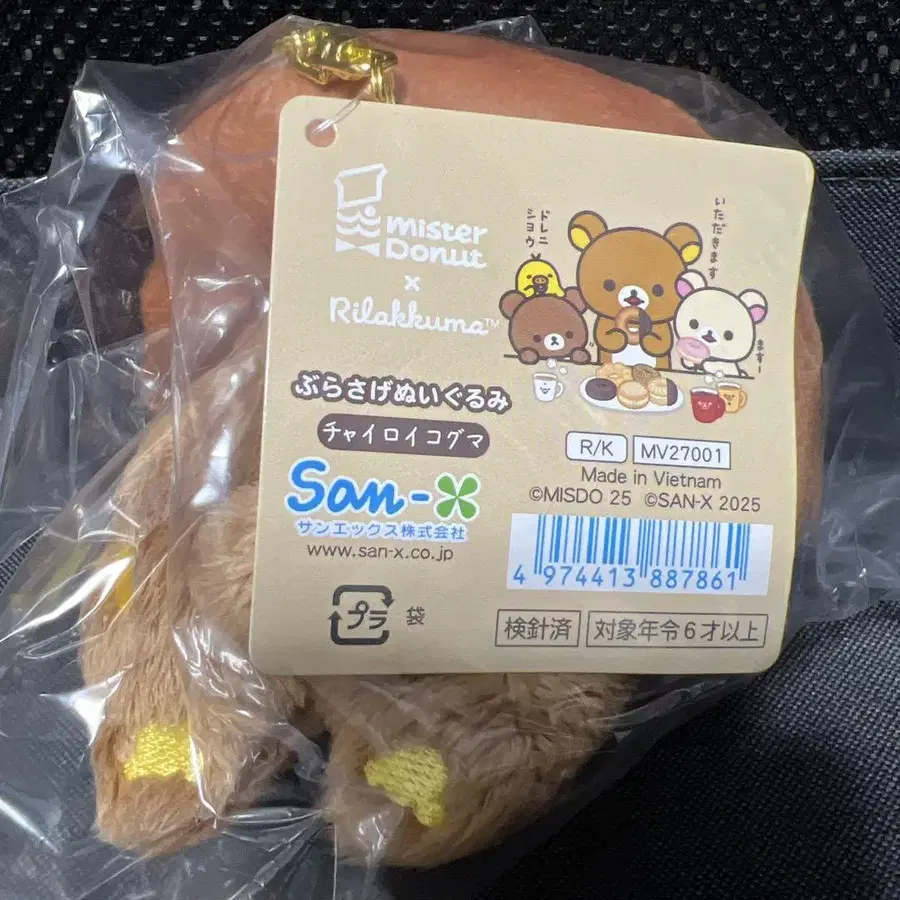 mister
Donut
×
Rilakkuma™
ドレニ
ショウ
いただきます
ますー
ぶらさげぬいぐるみ
チャイロイコグマ
San-X
サンエックス株式会社
www.san-x.co.jp
R/K MV27001
Made in Vietnam
©MISDO 25 ©SAN-X 2025
4 974413 887861
プラ 袋
検針済 対象年令6才以上